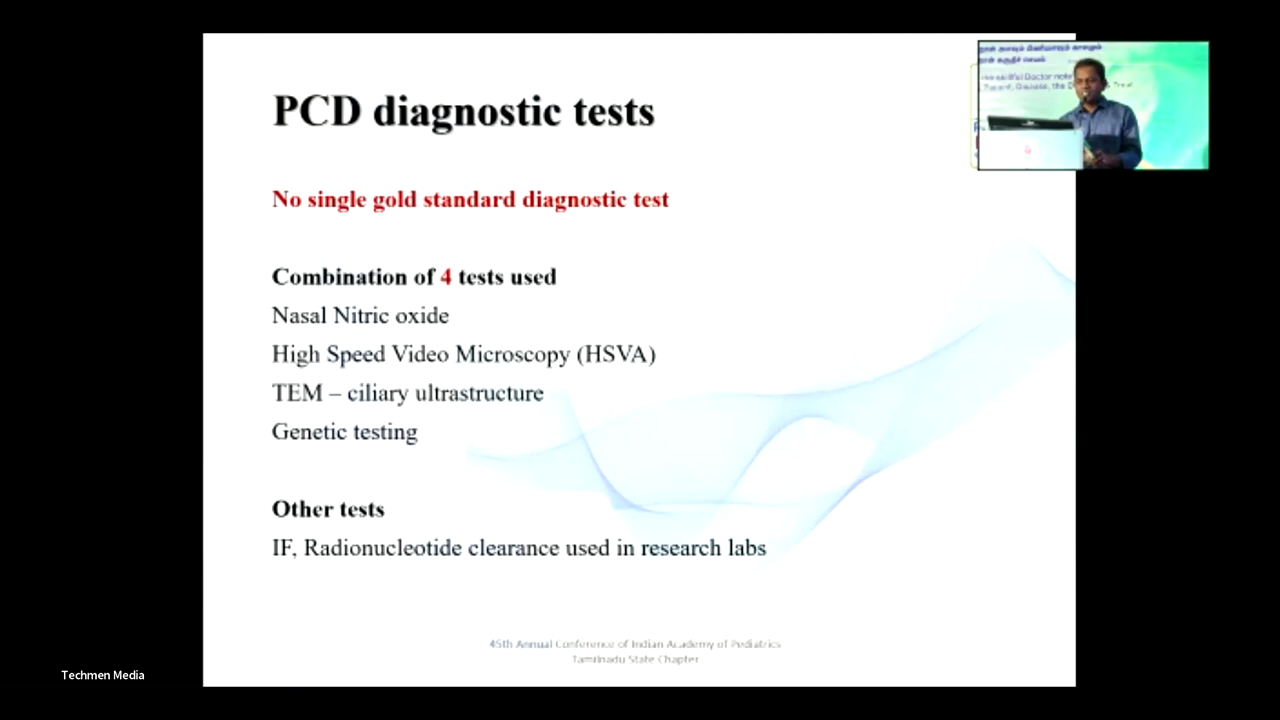 PCD diagnostic tests
No single gold standard diagnostic test
Combination of 4 tests used
Nasal Nitric oxide
High Speed Video Microscopy (HSVA)
TEM – ciliary ultrastructure
Genetic testing
Other tests
IF, Radionucleotide clearance used in research labs
45th Annual Conference of Indian Academy of Pediatrics
Tamilnadu State Chapter
Techmen Media